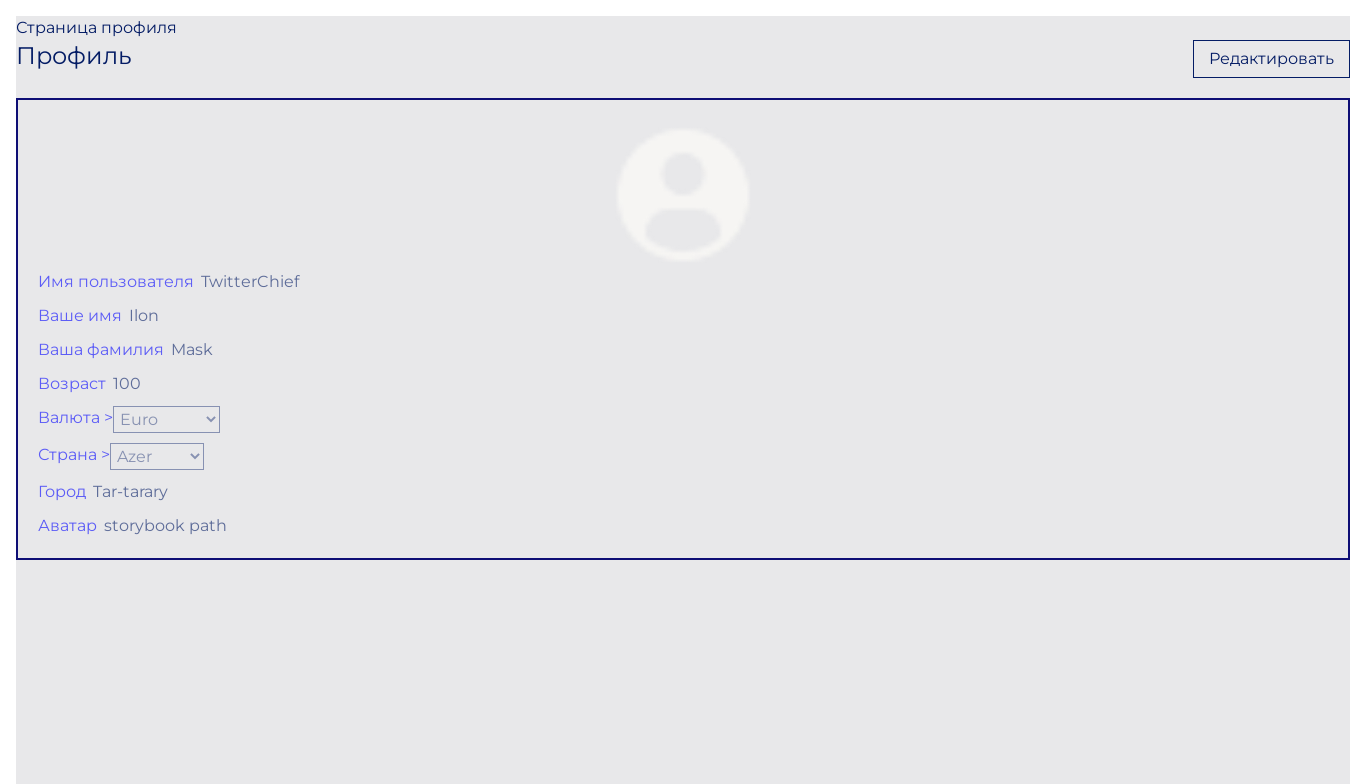 Страница профиля
Профиль
Редактировать
Имя пользователя TwitterChief
Ваше имя Ilon
Ваша фамилия Mask
Возраст 100
Валюта > Euro
Страна > Azer
Город Tar-tarary
Аватар storybook path